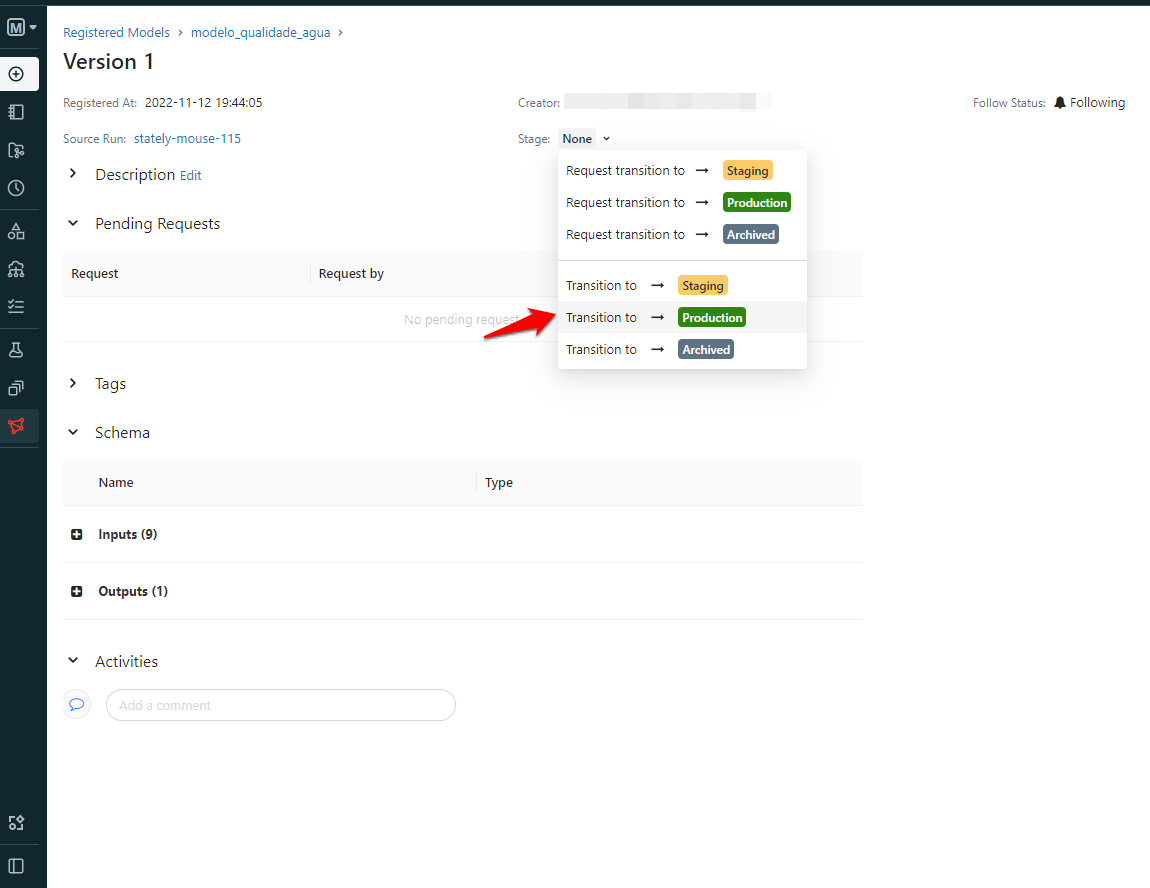 M
Registered Models › modelo_qualidade_agua ›
Version 1
Registered At: 2022-11-12 19:44:05
Creator:
Follow Status: Following
Source Run: stately-mouse-115
Stage: None
Request transition to → Staging
Request transition to → Production
Request transition to → Archived
Transition to → Staging
Transition to → Production
Transition to → Archived
Description Edit
Pending Requests
Request Request by
No pending request
Tags
Schema
Name Type
Inputs (9)
Outputs (1)
Activities
Add a comment